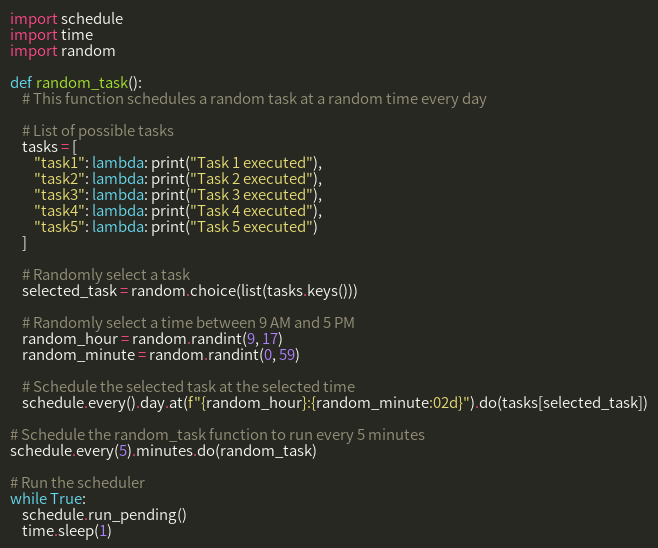 import schedule
import time
import random

def random_task():
    # This function schedules a random task at a random time every day

    # List of possible tasks
    tasks = [
        "task1": lambda: print("Task 1 executed"),
        "task2": lambda: print("Task 2 executed"),
        "task3": lambda: print("Task 3 executed"),
        "task4": lambda: print("Task 4 executed"),
        "task5": lambda: print("Task 5 executed")
    ]

    # Randomly select a task
    selected_task = random.choice(list(tasks.keys()))

    # Randomly select a time between 9 AM and 5 PM
    random_hour = random.randint(9, 17)
    random_minute = random.randint(0, 59)

    # Schedule the selected task at the selected time
    schedule.every().day.at(f"{random_hour}:{random_minute:02d}").do(tasks[selected_task])

# Schedule the random_task function to run every 5 minutes
schedule.every(5).minutes.do(random_task)

# Run the scheduler
while True:
    schedule.run_pending()
    time.sleep(1)